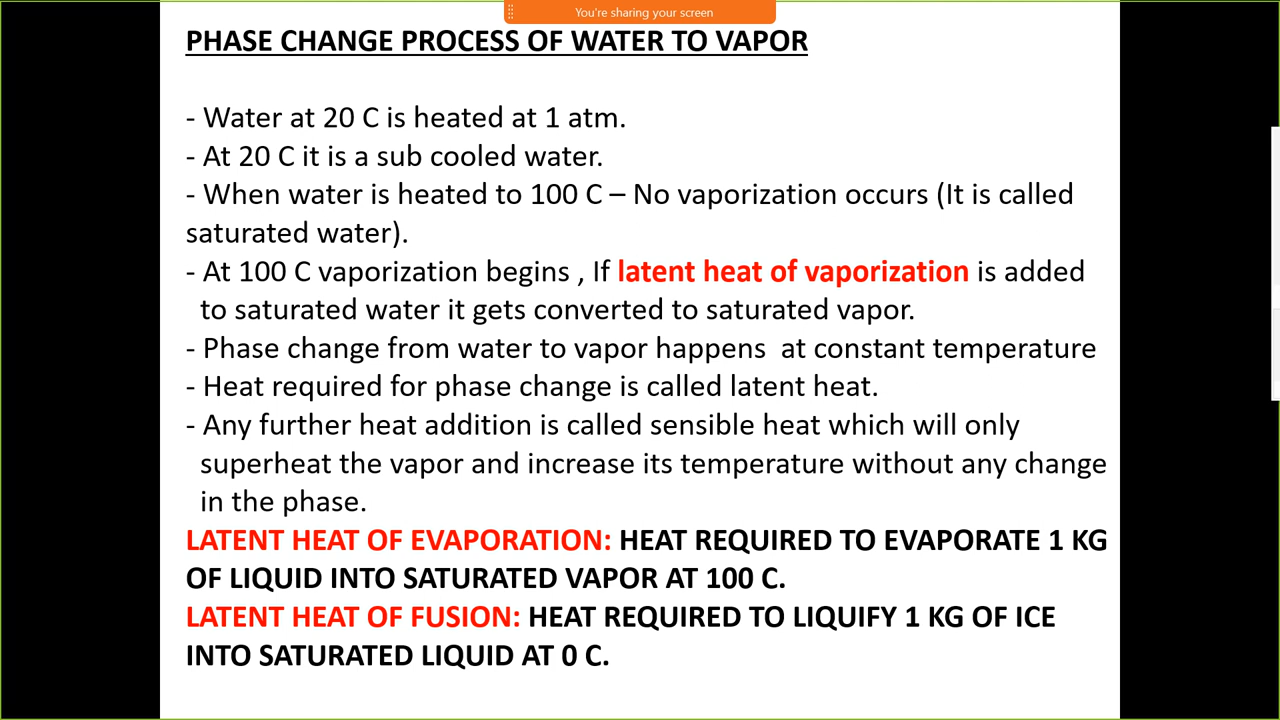 You're sharing your screen
PHASE CHANGE PROCESS OF WATER TO VAPOR
- Water at 20 C is heated at 1 atm.
- At 20 C it is a sub cooled water.
- When water is heated to 100 C – No vaporization occurs (It is called
saturated water).
- At 100 C vaporization begins , If latent heat of vaporization is added
to saturated water it gets converted to saturated vapor.
- Phase change from water to vapor happens  at constant temperature
- Heat required for phase change is called latent heat.
- Any further heat addition is called sensible heat which will only
superheat the vapor and increase its temperature without any change
in the phase.
LATENT HEAT OF EVAPORATION: HEAT REQUIRED TO EVAPORATE 1 KG
OF LIQUID INTO SATURATED VAPOR AT 100 C.
LATENT HEAT OF FUSION: HEAT REQUIRED TO LIQUIFY 1 KG OF ICE
INTO SATURATED LIQUID AT 0 C.